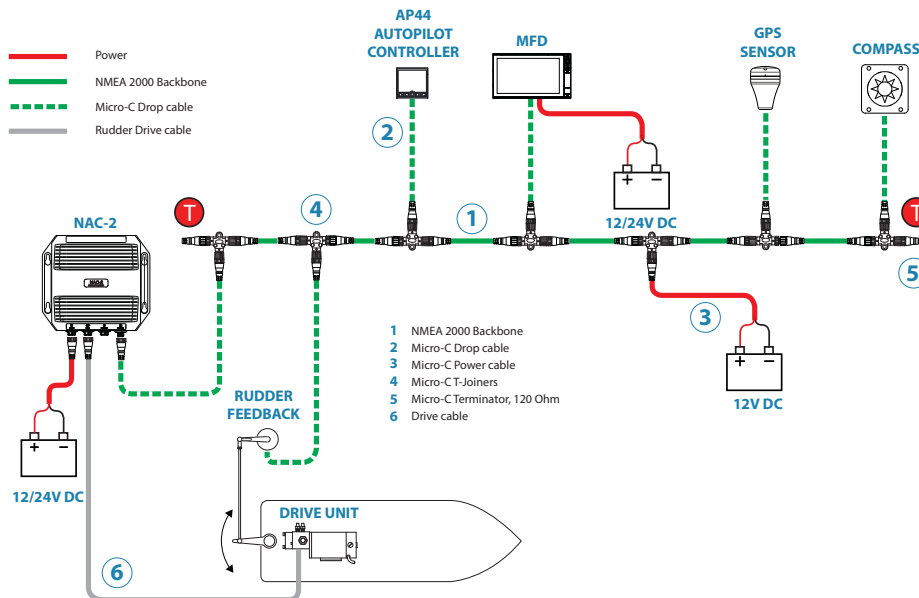 AP44
AUTOPILOT
CONTROLLER
MFD
GPS
SENSOR
COMPASS
Power
NMEA 2000 Backbone
Micro-C Drop cable
Rudder Drive cable
2
12/24V DC
T
4
1
T
5
NAC-2
3
1 NMEA 2000 Backbone
2 Micro-C Drop cable
3 Micro-C Power cable
4 Micro-C T-Joiners
5 Micro-C Terminator, 120 Ohm
6 Drive cable
12V DC
RUDDER
FEEDBACK
12/24V DC
DRIVE UNIT
6